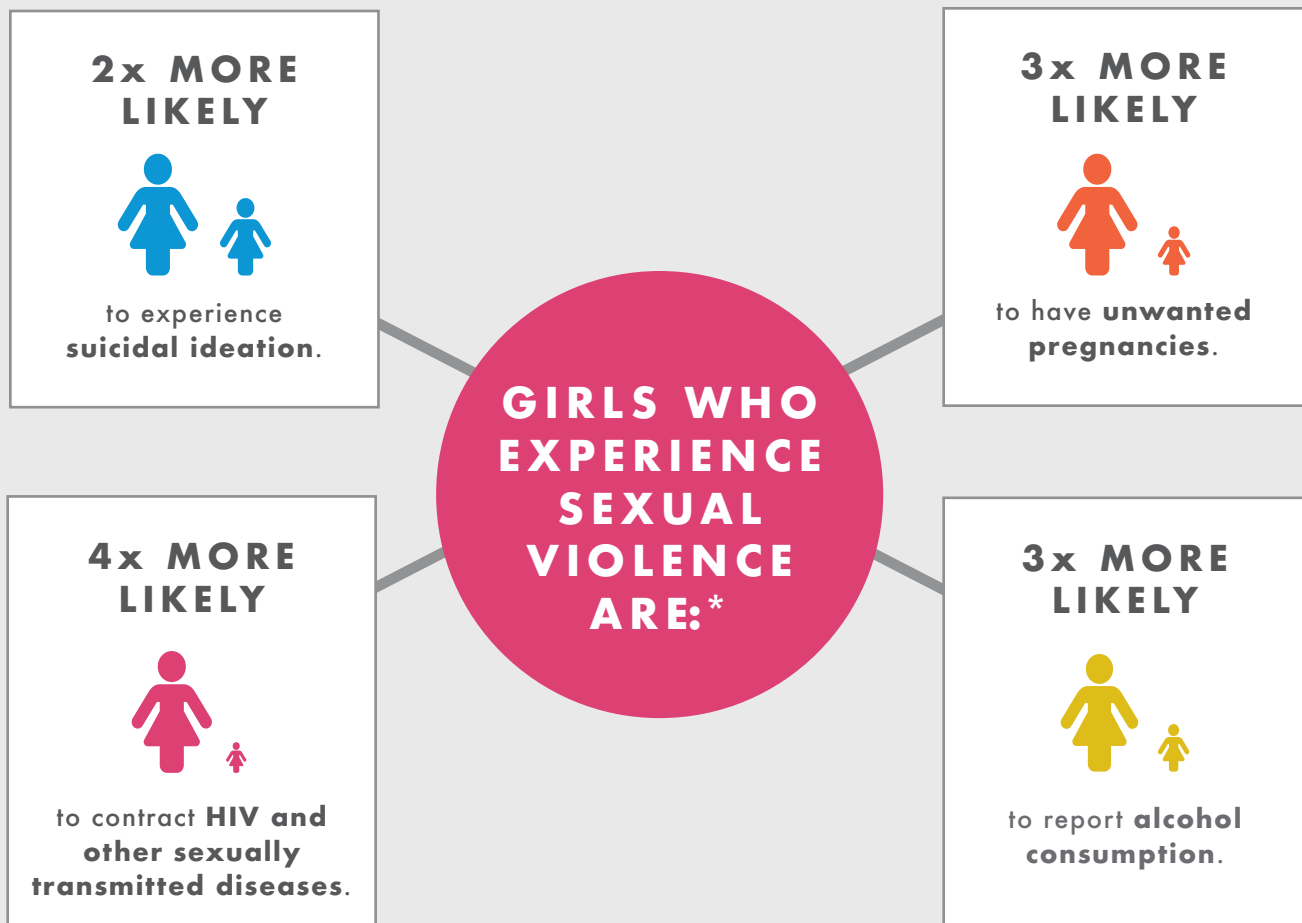 2x MORE
LIKELY
to experience
suicidal ideation.
3x MORE
LIKELY
to have unwanted
pregnancies.
GIRLS WHO
EXPERIENCE
SEXUAL
VIOLENCE
ARE:*
4x MORE
LIKELY
to contract HIV and
other sexually
transmitted diseases.
3x MORE
LIKELY
to report alcohol
consumption.